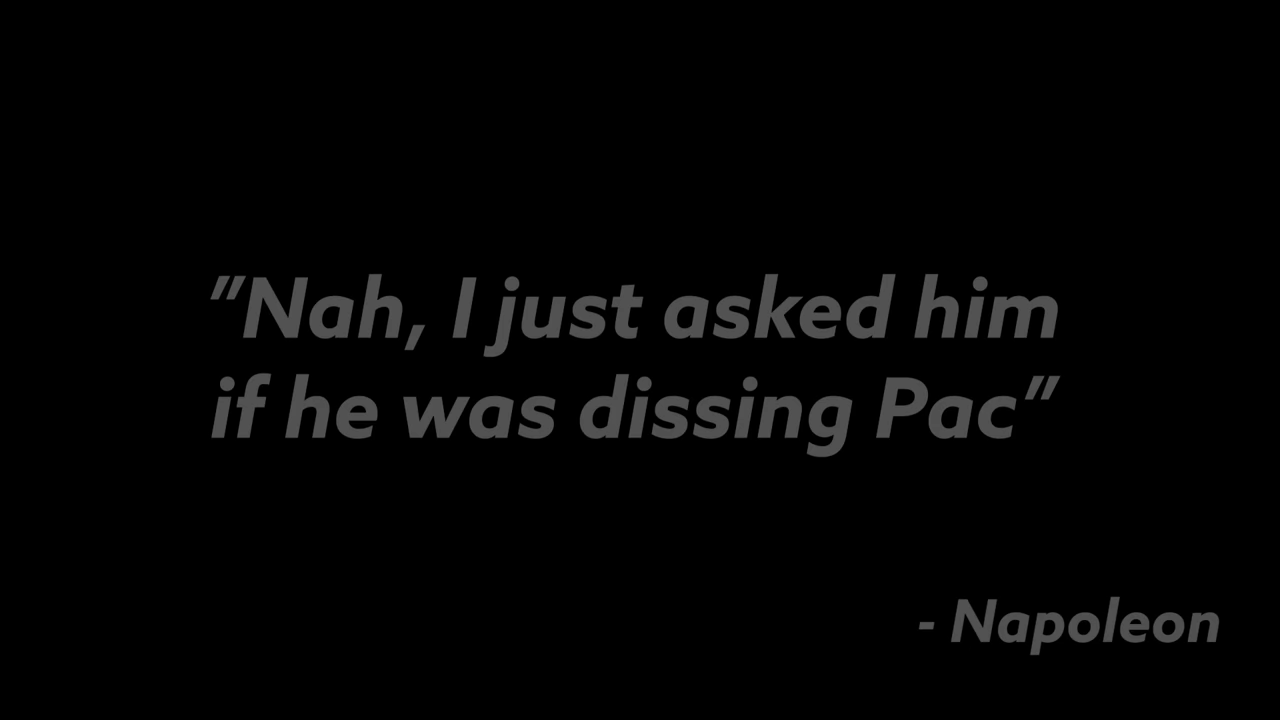 "Nah, I just asked him
if he was dissing Pac"
- Napoleon